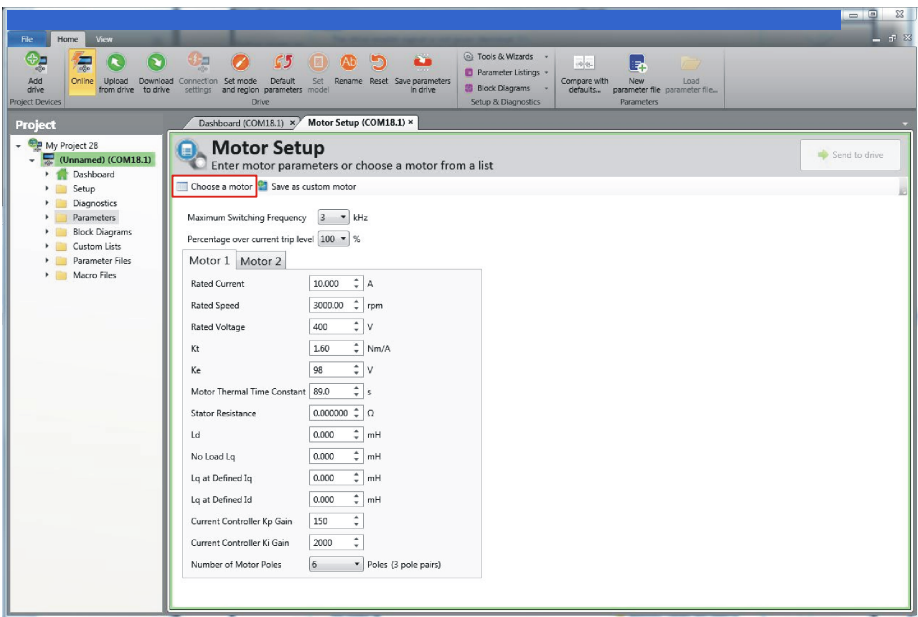 File Home View
Add drive
Online
Upload from drive
Download to drive
Connection settings
Set mode and region
Default parameters
Set model
Rename
Reset
Save parameters in drive
Tools & Wizards
Parameter Listings
Block Diagrams
Compare with defaults...
New parameter file
Load parameter file...
Project Devices
Drive
Setup & Diagnostics
Parameters
Project
Dashboard (COM18.1) × Motor Setup (COM18.1) ×
My Project 28
(Unnamed) (COM18.1)
Dashboard
Setup
Diagnostics
Parameters
Block Diagrams
Custom Lists
Parameter Files
Macro Files
Motor Setup
Enter motor parameters or choose a motor from a list
Send to drive
Choose a motor Save as custom motor
Maximum Switching Frequency 3 kHz
Percentage over current trip level 100 %
Motor 1 Motor 2
Rated Current 10.000 A
Rated Speed 3000.00 rpm
Rated Voltage 400 V
Kt 1.60 Nm/A
Ke 98 V
Motor Thermal Time Constant 89.0 s
Stator Resistance 0.000000 Ω
Ld 0.000 mH
No Load Lq 0.000 mH
Lq at Defined Iq 0.000 mH
Lq at Defined Id 0.000 mH
Current Controller Kp Gain 150
Current Controller Ki Gain 2000
Number of Motor Poles 6 Poles (3 pole pairs)